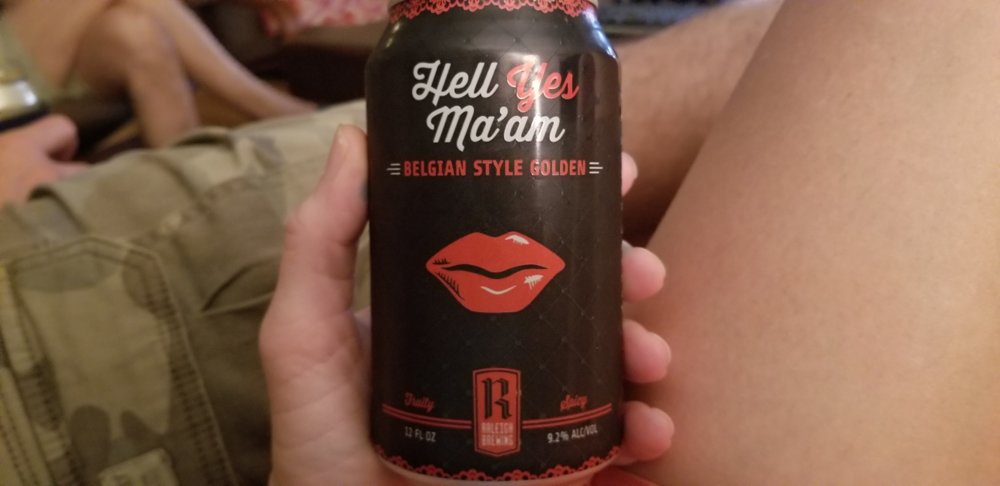 Hell Yes
Ma'am
BELGIAN STYLE GOLDEN
Fruity
Spicy
R
RALEIGH
BREWING
12 FL OZ
9.2% ALC/VOL